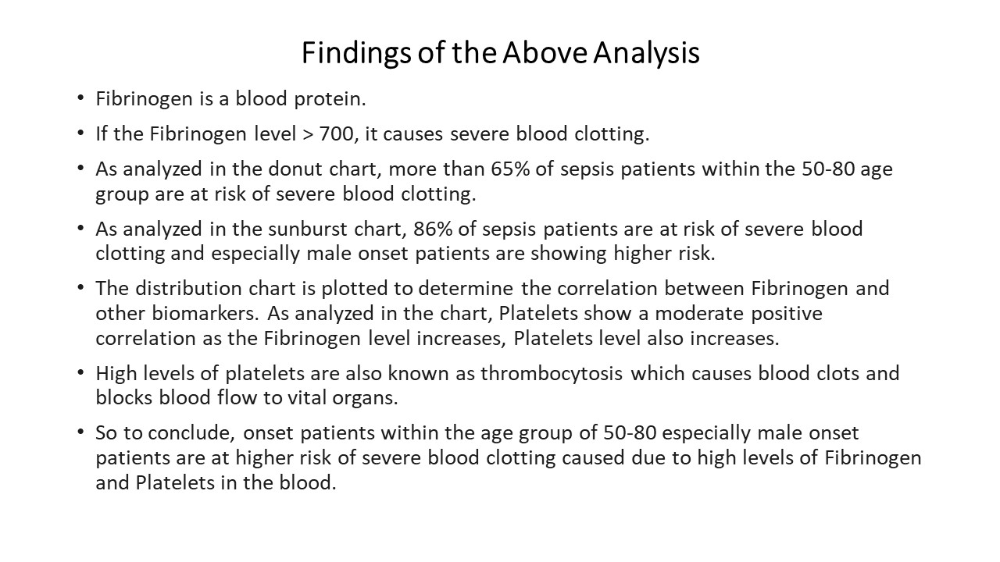 Findings of the Above Analysis
• Fibrinogen is a blood protein.
• If the Fibrinogen level > 700, it causes severe blood clotting.
• As analyzed in the donut chart, more than 65% of sepsis patients within the 50-80 age
group are at risk of severe blood clotting.
• As analyzed in the sunburst chart, 86% of sepsis patients are at risk of severe blood
clotting and especially male onset patients are showing higher risk.
• The distribution chart is plotted to determine the correlation between Fibrinogen and
other biomarkers. As analyzed in the chart, Platelets show a moderate positive
correlation as the Fibrinogen level increases, Platelets level also increases.
• High levels of platelets are also known as thrombocytosis which causes blood clots and
blocks blood flow to vital organs.
• So to conclude, onset patients within the age group of 50-80 especially male onset
patients are at higher risk of severe blood clotting caused due to high levels of Fibrinogen
and Platelets in the blood.